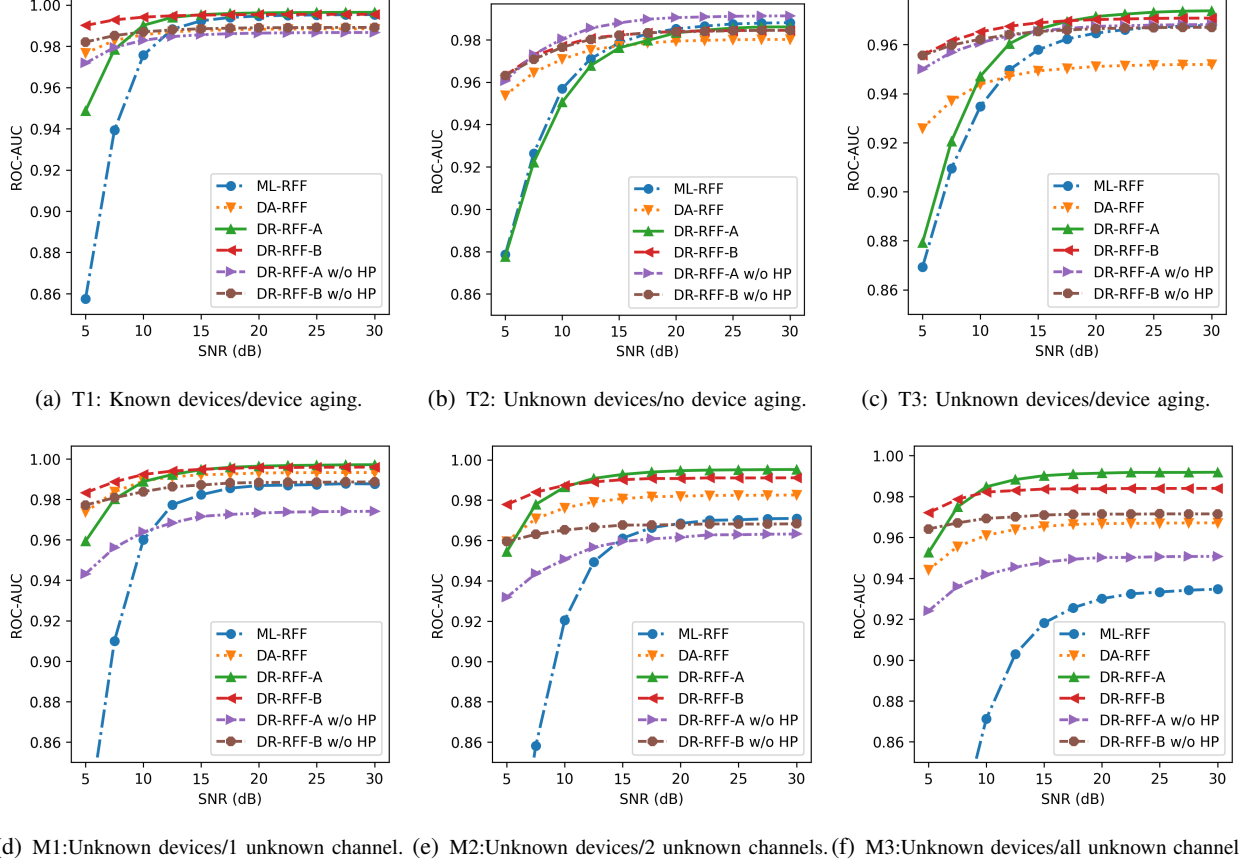 1.00
0.98
0.96
0.94
0.92
0.90
0.88
0.86
ROC-AUC
ML-RFF
DA-RFF
DR-RFF-A
DR-RFF-B
DR-RFF-A w/o HP
DR-RFF-B w/o HP
5 10 15 20 25 30
SNR (dB)
(a) T1: Known devices/device aging.
0.98
0.96
0.94
0.92
0.90
0.88
0.86
ROC-AUC
ML-RFF
DA-RFF
DR-RFF-A
DR-RFF-B
DR-RFF-A w/o HP
DR-RFF-B w/o HP
5 10 15 20 25 30
SNR (dB)
(b) T2: Unknown devices/no device aging.
0.96
0.94
0.92
0.90
0.88
0.86
ROC-AUC
ML-RFF
DA-RFF
DR-RFF-A
DR-RFF-B
DR-RFF-A w/o HP
DR-RFF-B w/o HP
5 10 15 20 25 30
SNR (dB)
(c) T3: Unknown devices/device aging.
1.00
0.98
0.96
0.94
0.92
0.90
0.88
0.86
ROC-AUC
ML-RFF
DA-RFF
DR-RFF-A
DR-RFF-B
DR-RFF-A w/o HP
DR-RFF-B w/o HP
5 10 15 20 25 30
SNR (dB)
d) M1:Unknown devices/1 unknown channel.
1.00
0.98
0.96
0.94
0.92
0.90
0.88
0.86
ROC-AUC
ML-RFF
DA-RFF
DR-RFF-A
DR-RFF-B
DR-RFF-A w/o HP
DR-RFF-B w/o HP
5 10 15 20 25 30
SNR (dB)
(e) M2:Unknown devices/2 unknown channels.
1.00
0.98
0.96
0.94
0.92
0.90
0.88
0.86
ROC-AUC
ML-RFF
DA-RFF
DR-RFF-A
DR-RFF-B
DR-RFF-A w/o HP
DR-RFF-B w/o HP
5 10 15 20 25 30
SNR (dB)
(f) M3:Unknown devices/all unknown channel